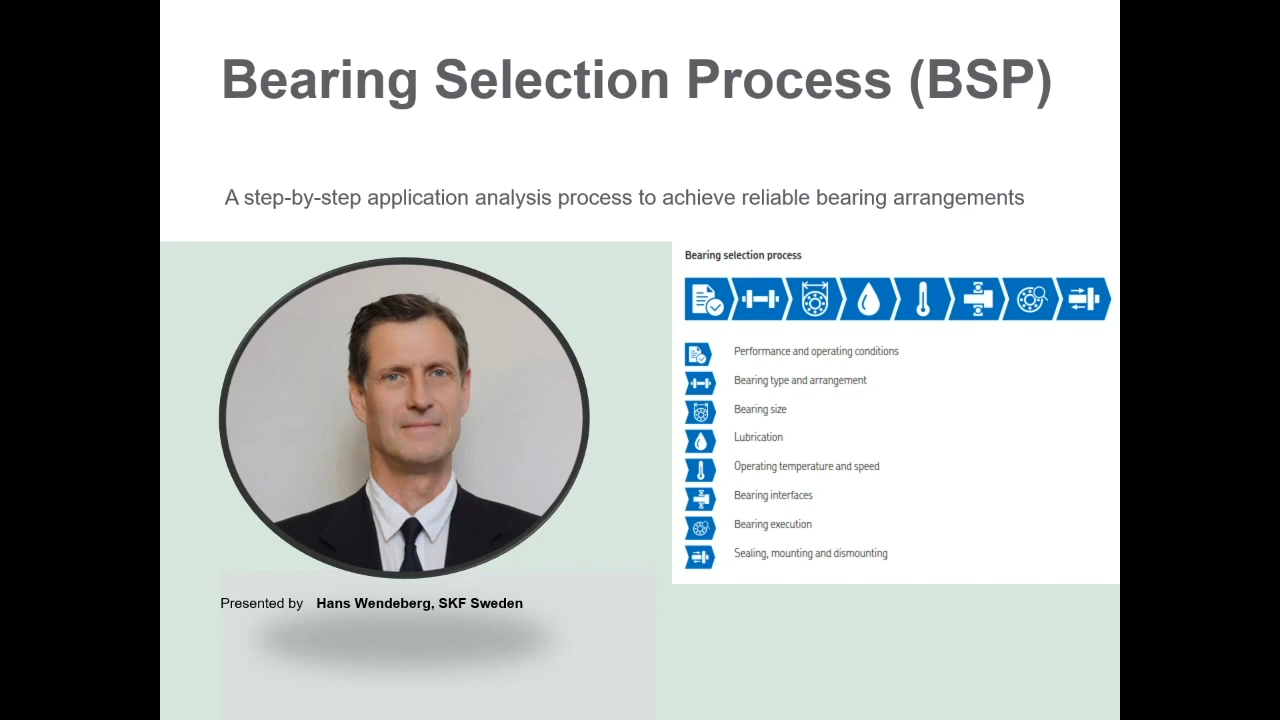 Bearing Selection Process (BSP)
A step-by-step application analysis process to achieve reliable bearing arrangements
Bearing selection process
Performance and operating conditions
Bearing type and arrangement
Bearing size
Lubrication
Operating temperature and speed
Bearing interfaces
Bearing execution
Sealing, mounting and dismounting
Presented by Hans Wendeberg, SKF Sweden